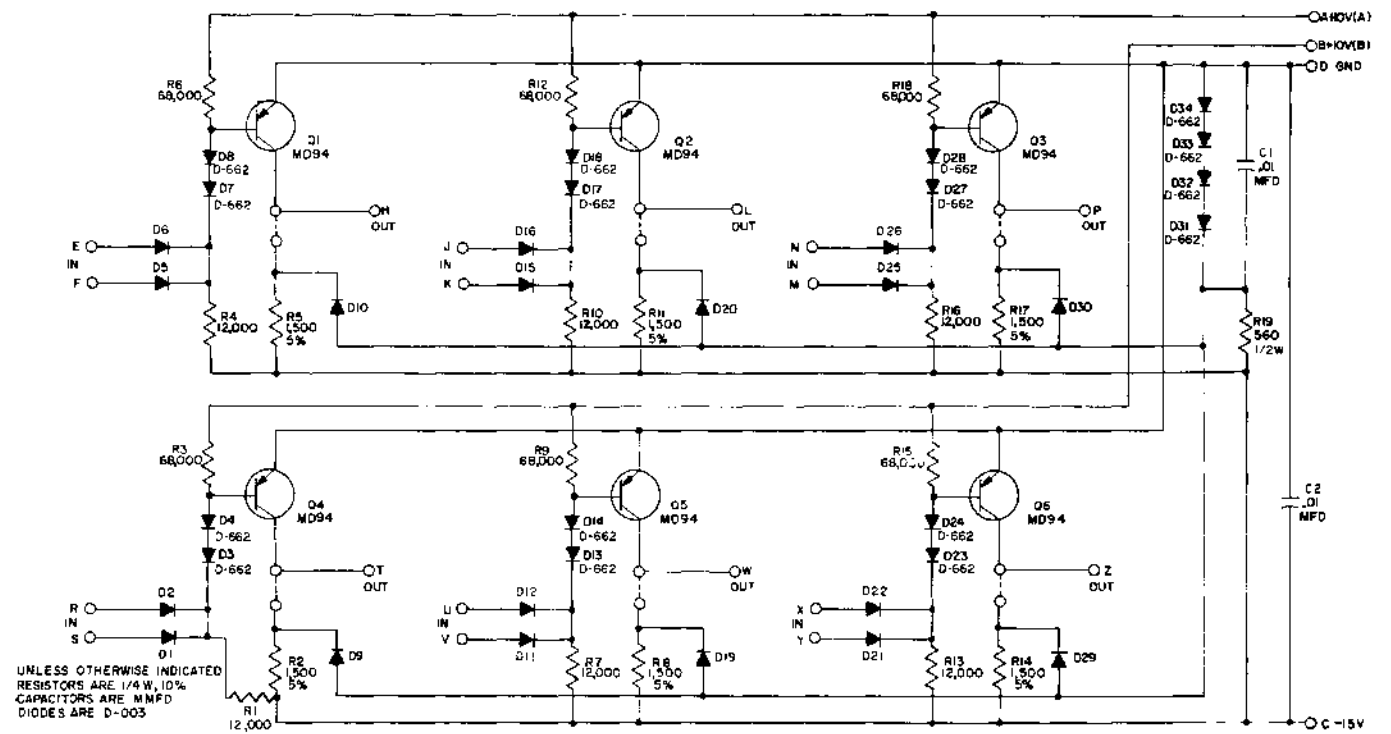 A+10V(A)
B+10V(B)
D GND
R6
68,000
Q1
MD94
D8
D-662
D7
D-662
E
D6
IN
F
D5
R4
12,000
R5
1,500
5%
D10
H
OUT
R12
68,000
Q2
MD94
D18
D-662
D17
D-662
J
D16
IN
K
D15
R10
12,000
R11
1,500
5%
D20
L
OUT
R18
68,000
Q3
MD94
D28
D-662
D27
D-662
N
D26
IN
M
D25
R16
12,000
R17
1,500
5%
D30
P
OUT
D34
D-662
D33
D-662
D32
D-662
D31
D-662
C1
.01
MFD
R19
560
1/2W
R3
68,000
Q4
MD94
D4
D-662
D3
D-662
R
D2
IN
S
D1
R2
1,500
5%
D9
T
OUT
R1
12,000
R9
68,000
Q5
MD94
D14
D-662
D13
D-662
U
D12
IN
V
D11
R7
12,000
R8
1,500
5%
D19
W
OUT
R15
68,000
Q6
MD94
D24
D-662
D23
D-662
X
D22
IN
Y
D21
R13
12,000
R14
1,500
5%
D29
Z
OUT
C2
.01
MFD
C -15V
UNLESS OTHERWISE INDICATED
RESISTORS ARE 1/4 W, 10%
CAPACITORS ARE MMFD
DIODES ARE D-003